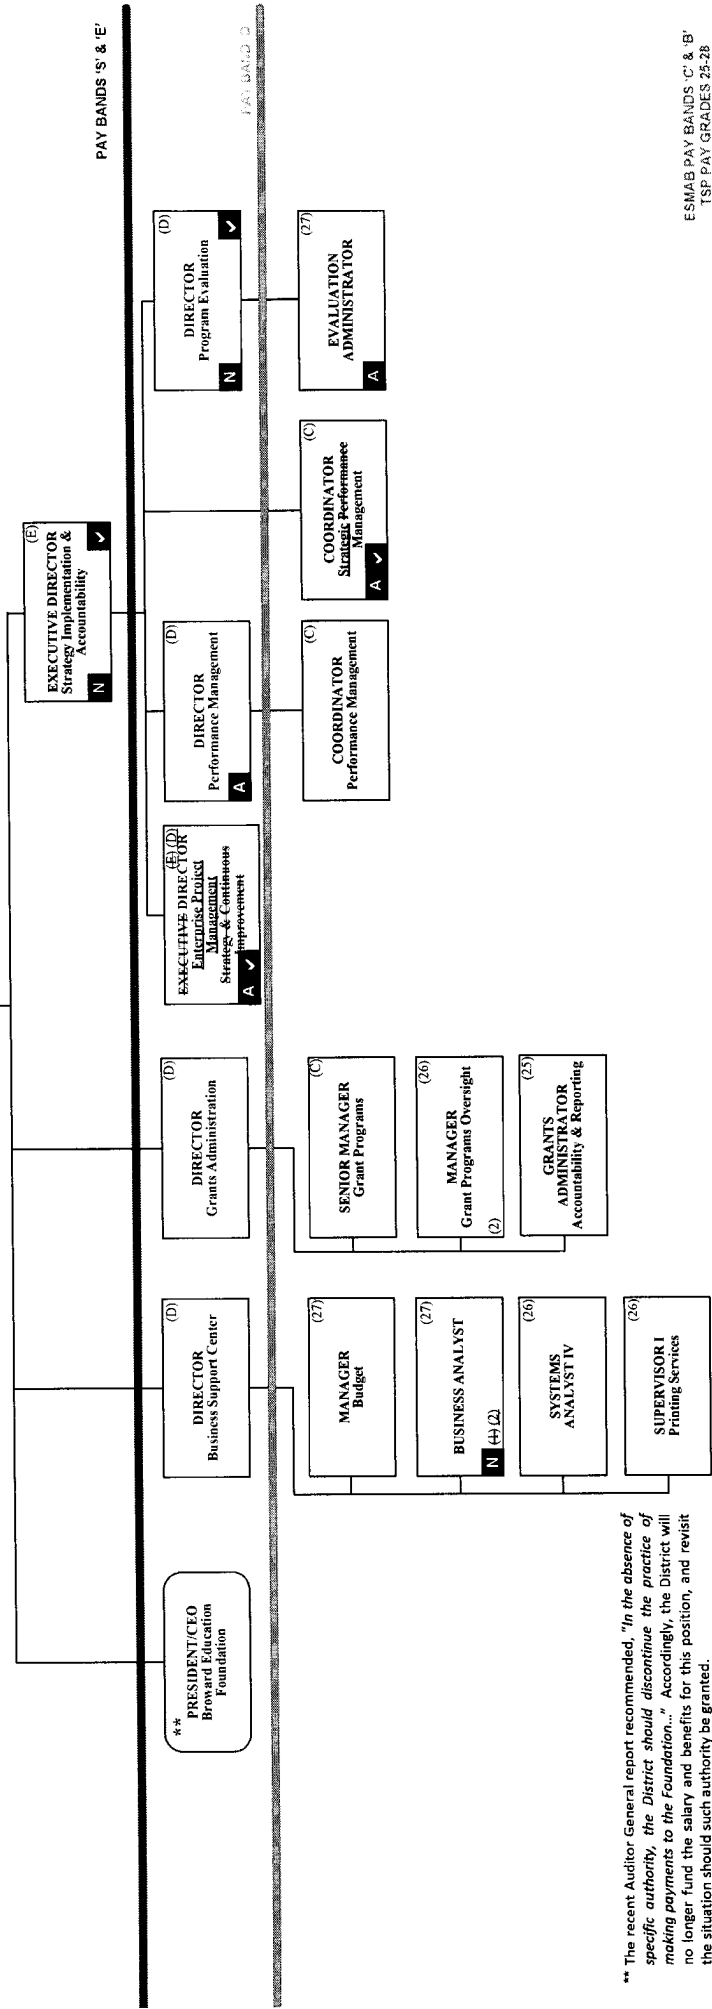 PAY BANDS 'S' & 'E'
(E)
EXECUTIVE DIRECTOR
Strategy Implementation &
Accountability
N
PAY BAND D
**
PRESIDENT/CEO
Broward Education
Foundation
(D)
DIRECTOR
Business Support Center
(D)
DIRECTOR
Grants Administration
(E) (D)
EXECUTIVE DIRECTOR
Enterprise Project
Management
Strategy & Continuous
Improvement
A ✓
(D)
DIRECTOR
Performance Management
A
(D)
DIRECTOR
Program Evaluation
N ✓
(27)
MANAGER
Budget
(27)
BUSINESS ANALYST
N (1) (2)
(26)
SYSTEMS
ANALYST IV
(26)
SUPERVISOR I
Printing Services
(C)
SENIOR MANAGER
Grant Programs
(26)
MANAGER
Grant Programs Oversight
(2)
(25)
GRANTS
ADMINISTRATOR
Accountability & Reporting
(C)
COORDINATOR
Performance Management
(C)
COORDINATOR
Strategic Performance
Management
A ✓
(27)
EVALUATION
ADMINISTRATOR
A
** The recent Auditor General report recommended, "In the absence of
specific authority, the District should discontinue the practice of
making payments to the Foundation..." Accordingly, the District will
no longer fund the salary and benefits for this position, and revisit
the situation should such authority be granted.
ESMAB PAY BANDS 'C' & 'B'
TSP PAY GRADES 25-28